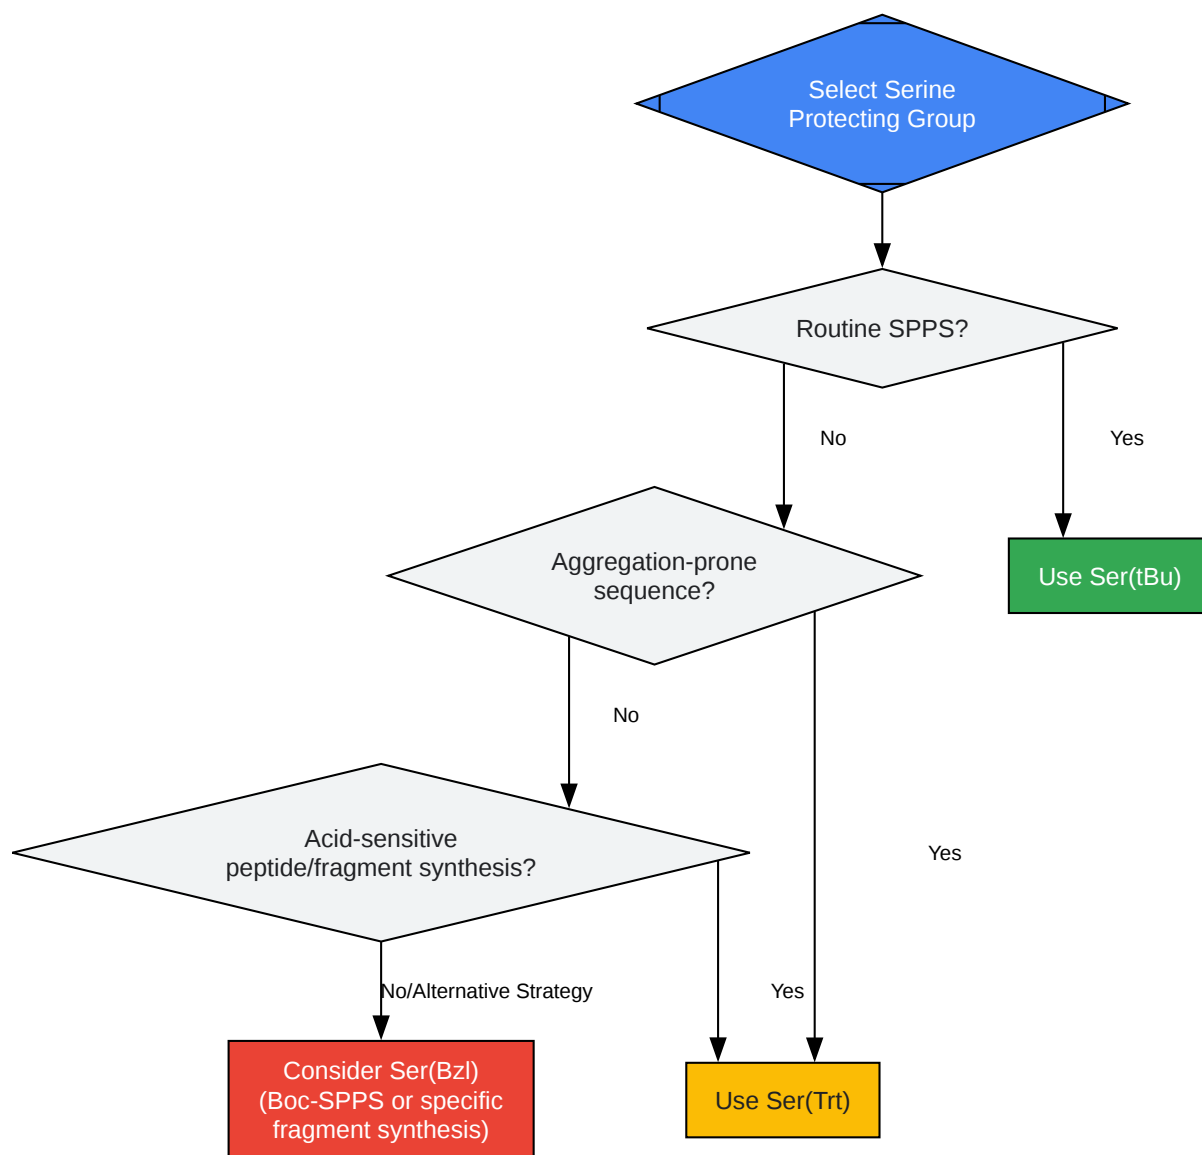 Select Serine
Protecting Group
Routine SPPS?
No
Yes
Aggregation-prone
sequence?
Use Ser(tBu)
No
Acid-sensitive
peptide/fragment synthesis?
Yes
No/Alternative Strategy
Yes
Consider Ser(Bzl)
(Boc-SPPS or specific
fragment synthesis)
Use Ser(Trt)